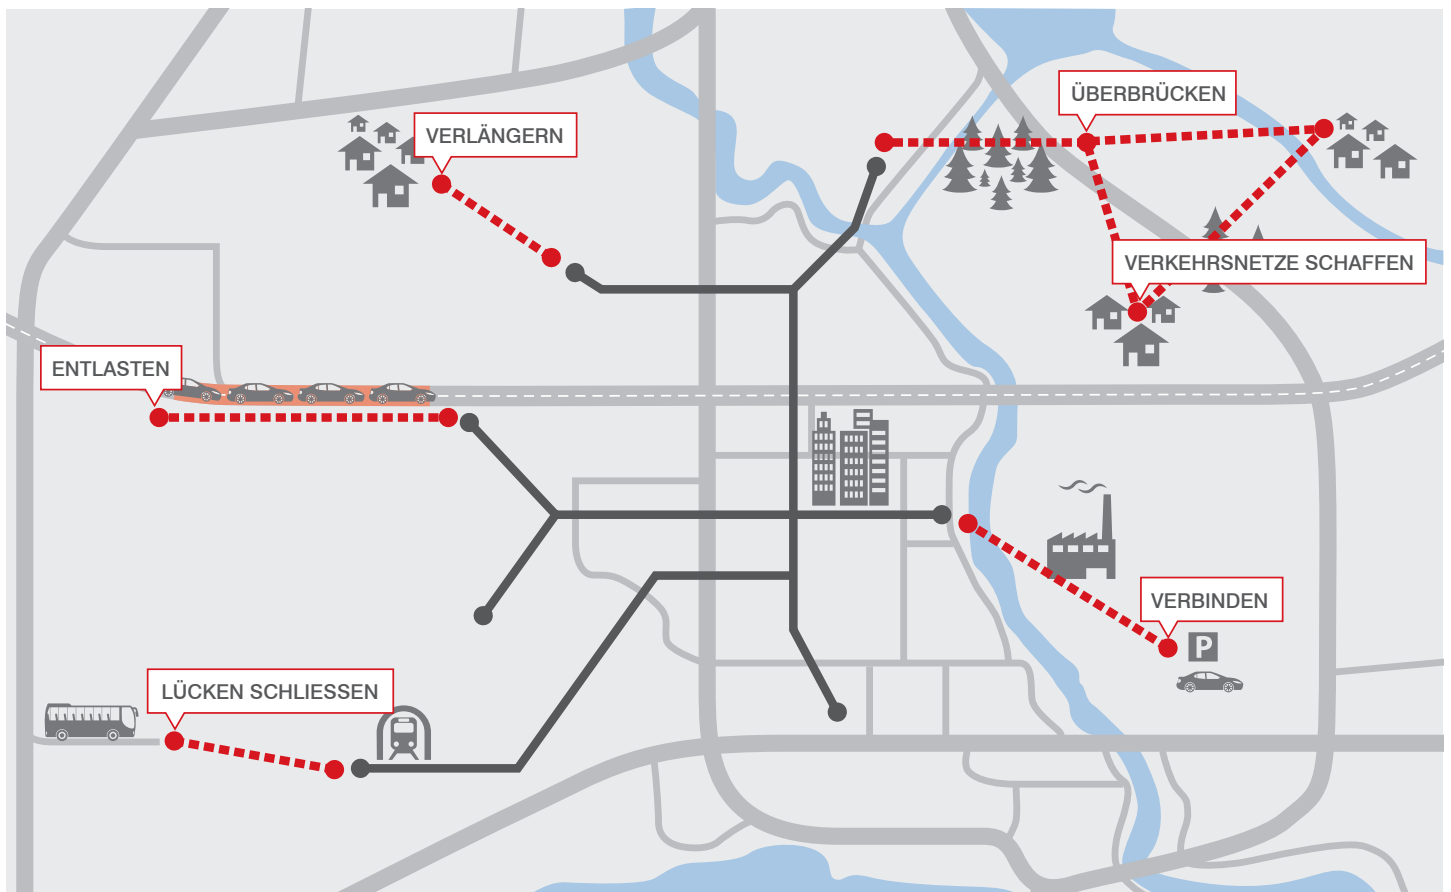 ÜBERBRÜCKEN
VERLÄNGERN
VERKEHRSNETZE SCHAFFEN
ENTLASTEN
VERBINDEN
P
LÜCKEN SCHLIESSEN